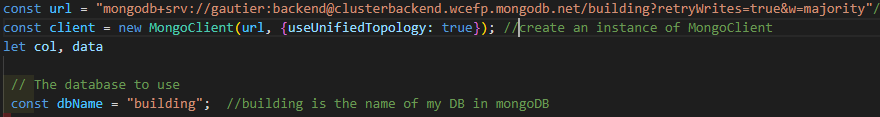 const url = "mongodb+srv://gautier:backend@clusterbackend.wcefp.mongodb.net/building?retryWrites=true&w=majority"/
const client = new MongoClient(url, {useUnifiedTopology: true}); //create an instance of MongoClient
let col, data
// The database to use
const dbName = "building";  //building is the name of my DB in mongoDB